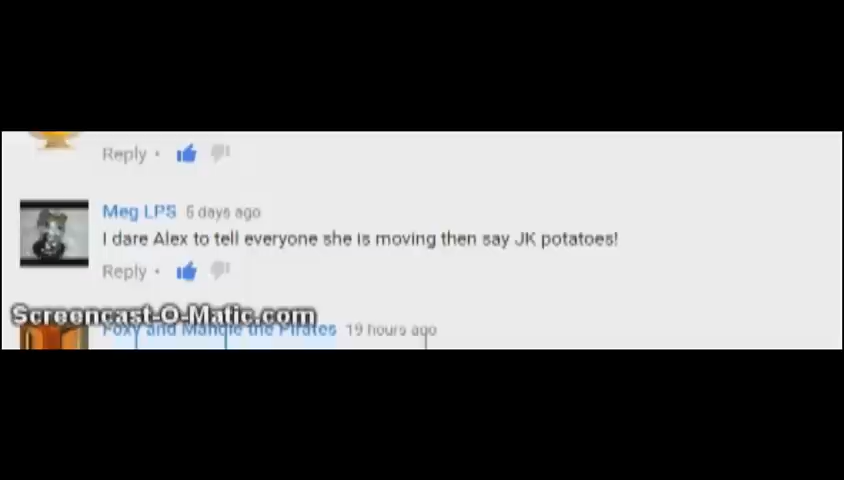 Reply •
Meg LPS 5 days ago
I dare Alex to tell everyone she is moving then say JK potatoes!
Reply •
Screencast-O-Matic.com
Foxy and Mangle the Pirates 19 hours ago